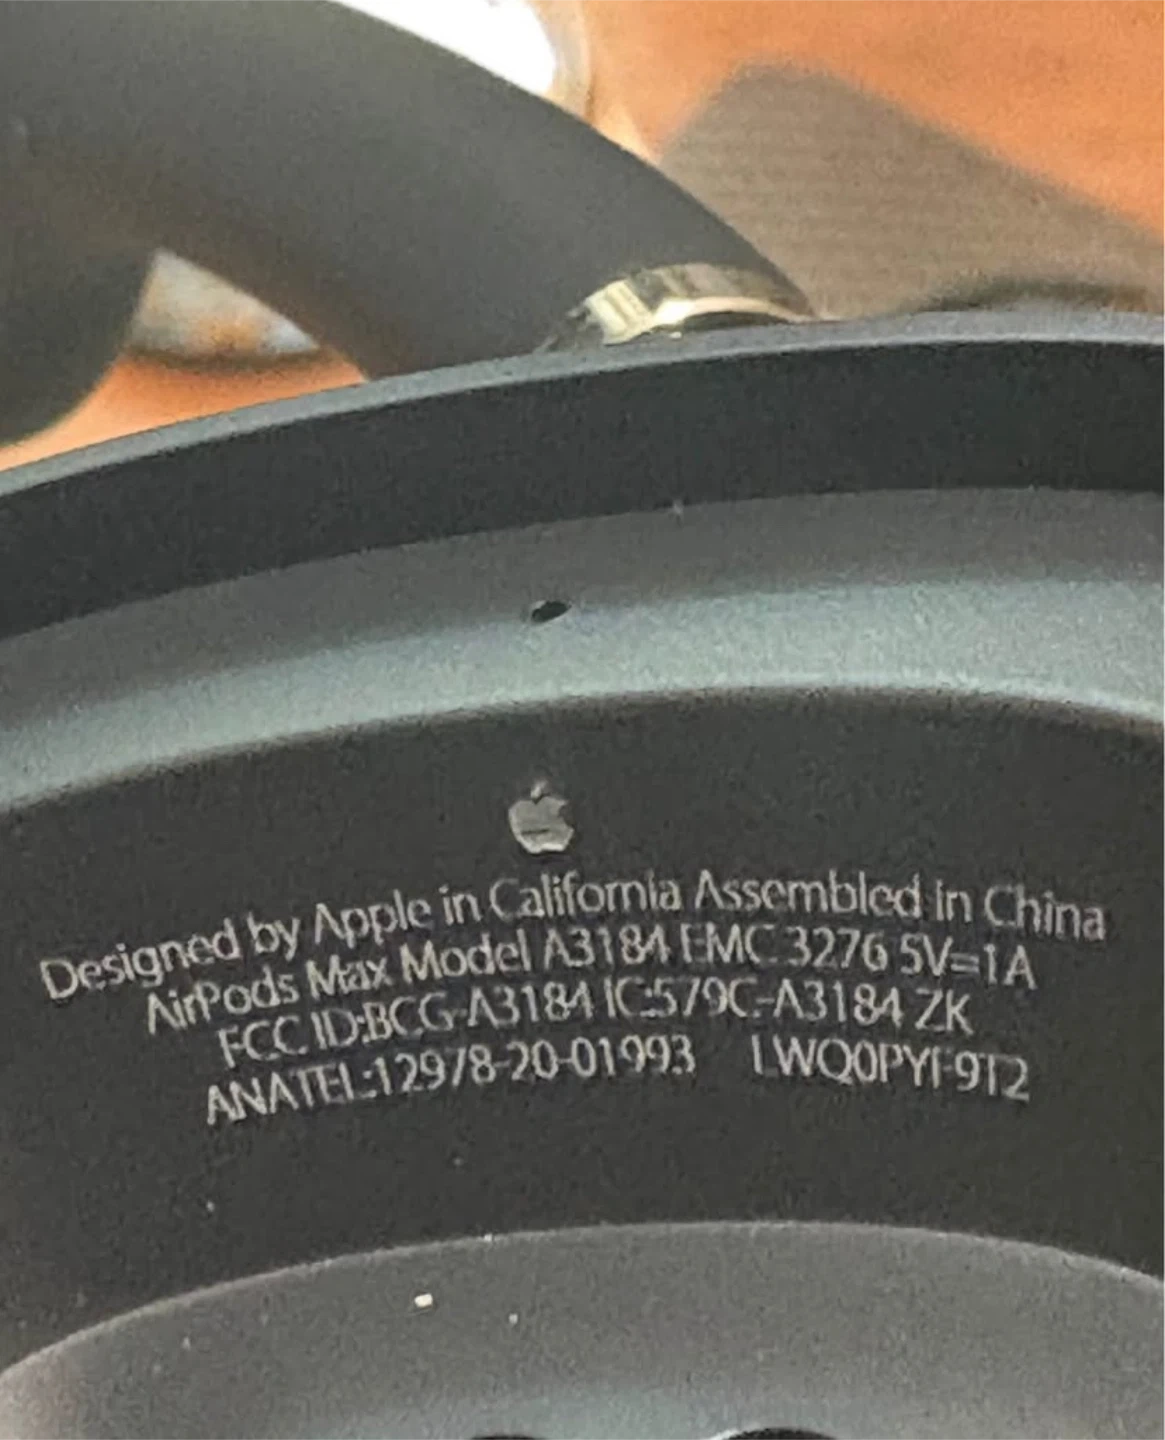 Designed by Apple in California Assembled in China
AirPods Max Model A3184 EMC 3276 5V⎓1A
FCC ID:BCG-A3184 IC:579C-A3184 ZK
ANATEL:12978-20-01993 LWQ0PYF9T2